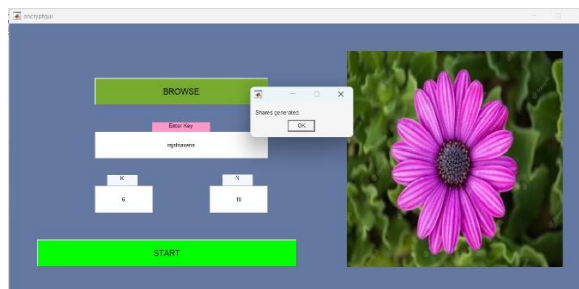 encryptgui
BROWSE
Shares generated.
OK
Enter Key
K
N
6
10
START